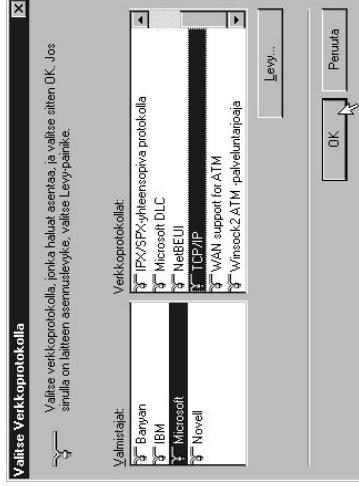 Valitse Verkkoprotokolla
Valitse verkkoprotokolla, jonka haluat asentaa, ja valitse sitten OK. Jos
sinulla on laitteen asennuslevyke, valitse Levy-painike.
Valmistajat:
Banyan
IBM
Microsoft
Novell
Verkkoprotokollat:
IPX/SPX-yhteensopiva protokolla
Microsoft DLC
NetBEUI
TCP/IP
WAN support for ATM
Winsock2 ATM -palveluntarjoaja
Levy...
OK
Peruuta